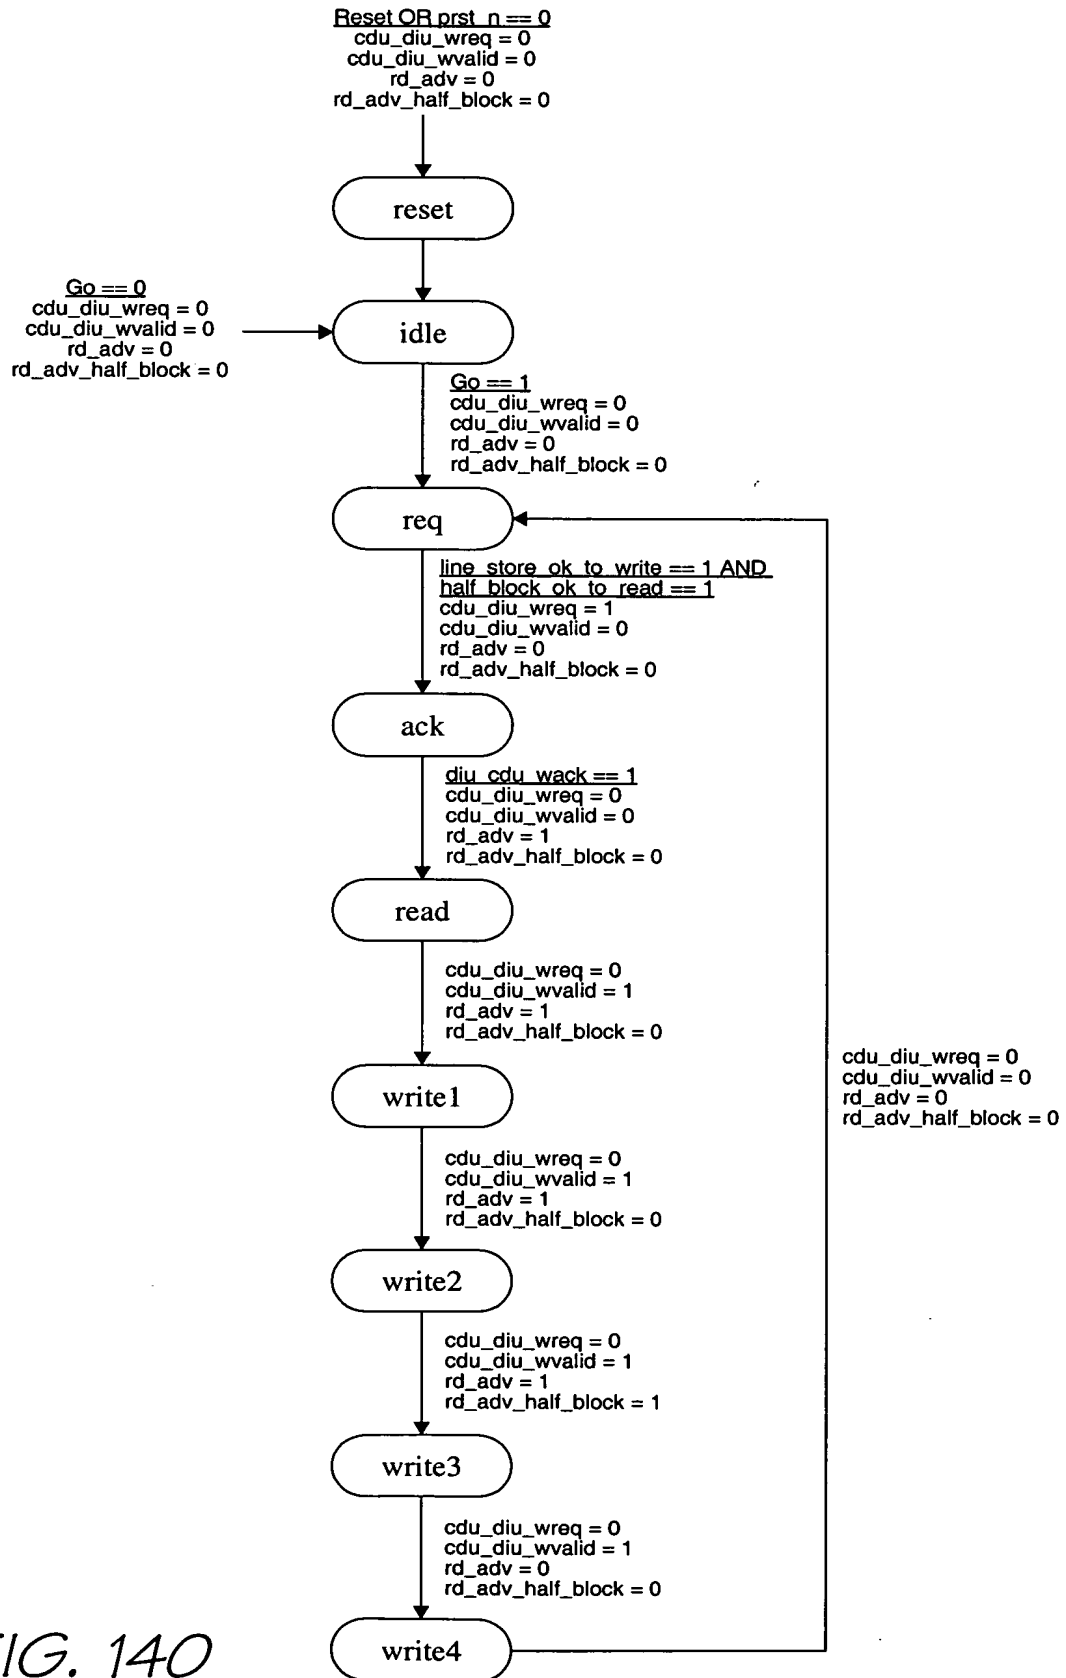 Reset OR prst_n == 0
cdu_diu_wreq = 0
cdu_diu_wvalid = 0
rd_adv = 0
rd_adv_half_block = 0
reset
Go == 0
cdu_diu_wreq = 0
cdu_diu_wvalid = 0
rd_adv = 0
rd_adv_half_block = 0
idle
Go == 1
cdu_diu_wreq = 0
cdu_diu_wvalid = 0
rd_adv = 0
rd_adv_half_block = 0
req
line_store_ok_to_write == 1 AND
half_block_ok_to_read == 1
cdu_diu_wreq = 1
cdu_diu_wvalid = 0
rd_adv = 0
rd_adv_half_block = 0
ack
diu_cdu_wack == 1
cdu_diu_wreq = 0
cdu_diu_wvalid = 0
rd_adv = 1
rd_adv_half_block = 0
read
cdu_diu_wreq = 0
cdu_diu_wvalid = 1
rd_adv = 1
rd_adv_half_block = 0
cdu_diu_wreq = 0
cdu_diu_wvalid = 0
rd_adv = 0
rd_adv_half_block = 0
write1
cdu_diu_wreq = 0
cdu_diu_wvalid = 1
rd_adv = 1
rd_adv_half_block = 0
write2
cdu_diu_wreq = 0
cdu_diu_wvalid = 1
rd_adv = 1
rd_adv_half_block = 1
write3
cdu_diu_wreq = 0
cdu_diu_wvalid = 1
rd_adv = 0
rd_adv_half_block = 0
write4
FIG. 140